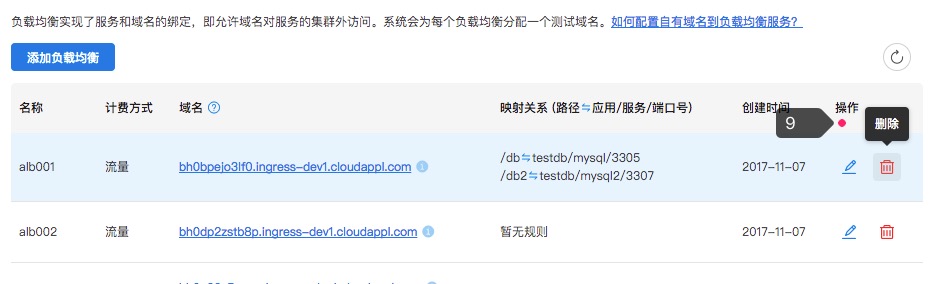 负载均衡实现了服务和域名的绑定，即允许域名对服务的集群外访问。系统会为每个负载均衡分配一个测试域名。如何配置自有域名到负载均衡服务？
添加负载均衡
名称 计费方式 域名 ? 映射关系 (路径⇋应用/服务/端口号) 创建时间 操作
9 删除
alb001 流量 bh0bpejo3lf0.ingress-dev1.cloudappl.com i /db⇋testdb/mysql/3305 2017-11-07
/db2⇋testdb/mysql2/3307
alb002 流量 bh0dp2zstb8p.ingress-dev1.cloudappl.com i 暂无规则 2017-11-07